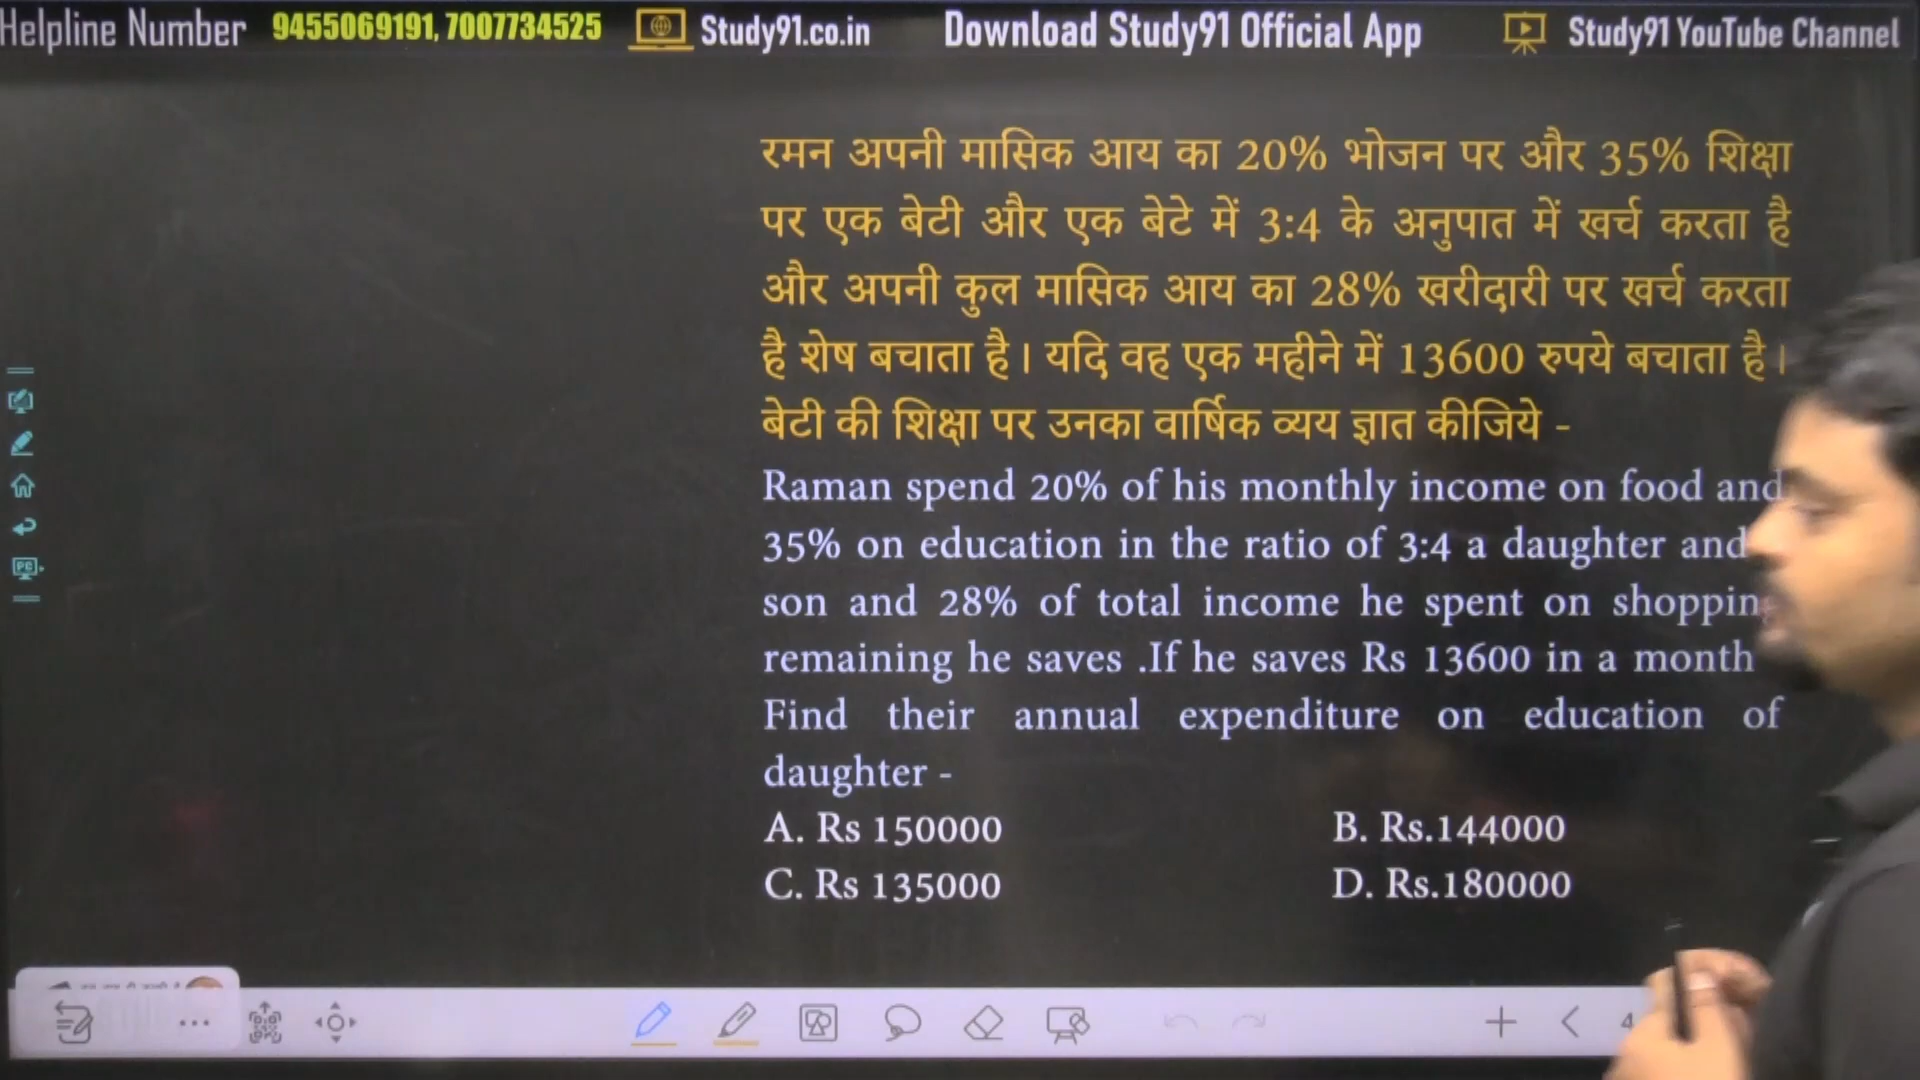 Helpline Number 9455069191, 7007734525 Study91.co.in Download Study91 Official App Study91 YouTube Channel
रमन अपनी मासिक आय का 20% भोजन पर और 35% शिक्षा
पर एक बेटी और एक बेटे में 3:4 के अनुपात में खर्च करता है
और अपनी कुल मासिक आय का 28% खरीदारी पर खर्च करता
है शेष बचाता है। यदि वह एक महीने में 13600 रुपये बचाता है।
बेटी की शिक्षा पर उनका वार्षिक व्यय ज्ञात कीजिये -
Raman spend 20% of his monthly income on food and
35% on education in the ratio of 3:4 a daughter and
son and 28% of total income he spent on shoppin
remaining he saves .If he saves Rs 13600 in a month
Find their annual expenditure on education of
daughter -
A. Rs 150000 B. Rs.144000
C. Rs 135000 D. Rs.180000
PC
4